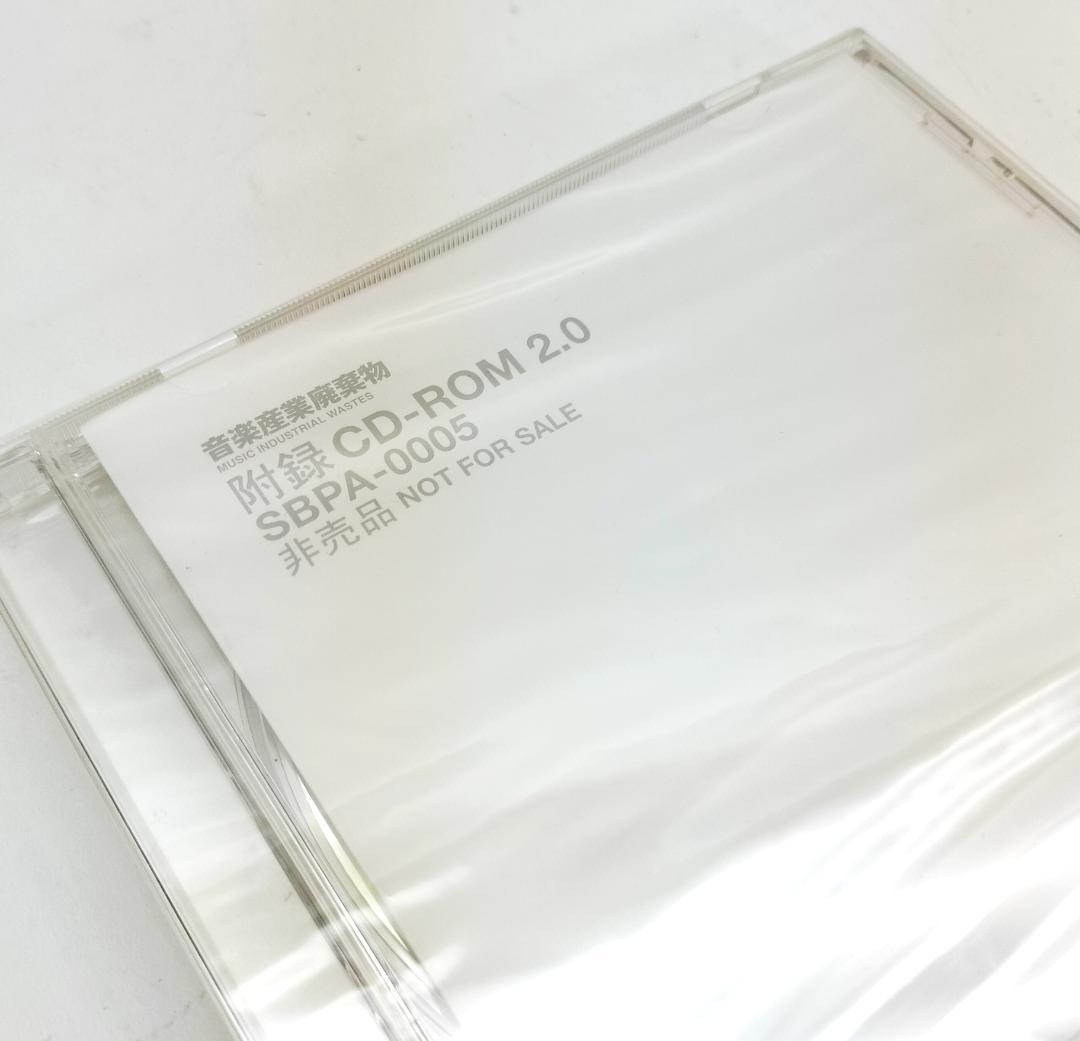 音楽産業廃棄物
MUSIC INDUSTRIAL WASTES
附録 CD-ROM 2.0
SBPA-0005
非売品 NOT FOR SALE